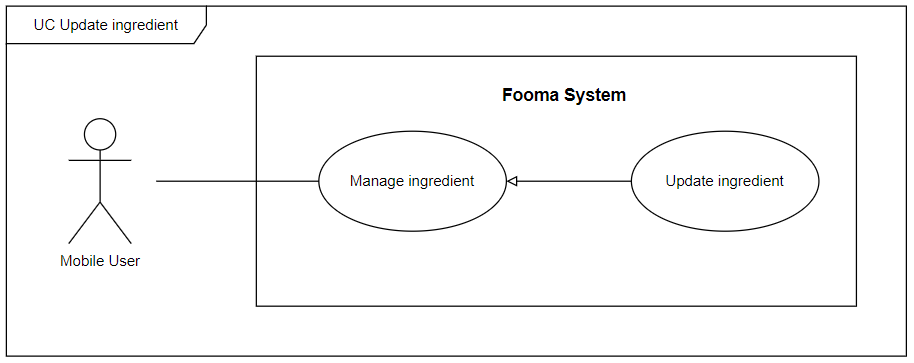 UC Update ingredient
Fooma System
Manage ingredient
Update ingredient
Mobile User